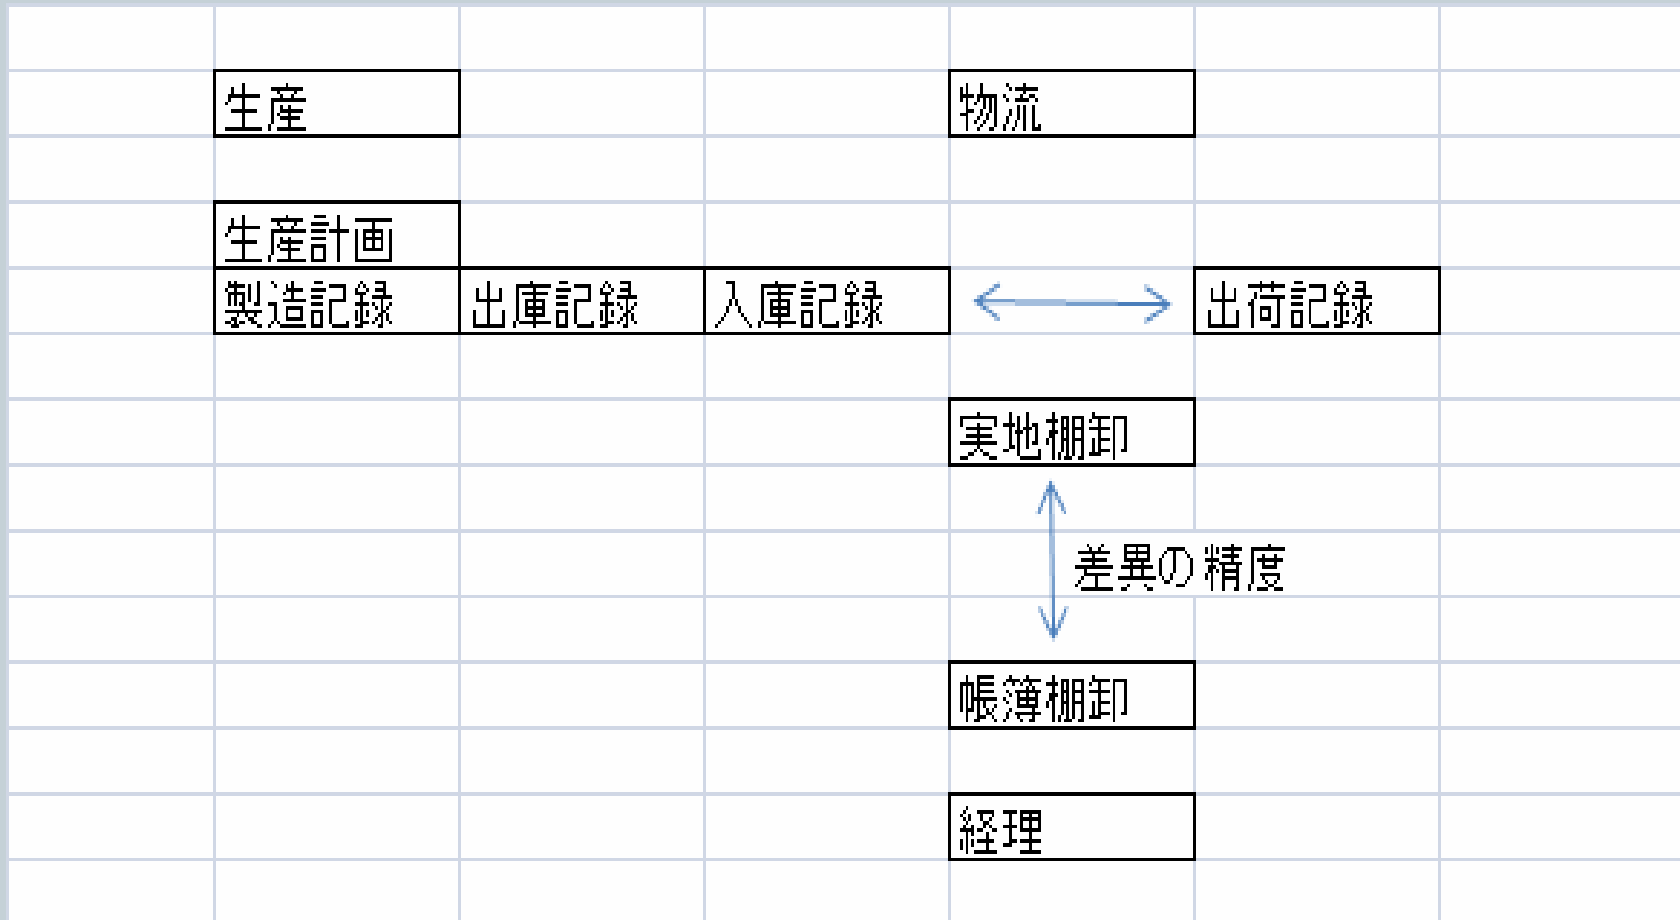 生産 物流
生産計画
製造記録 出庫記録 入庫記録 出荷記録
実地棚卸
差異の精度
帳簿棚卸
経理